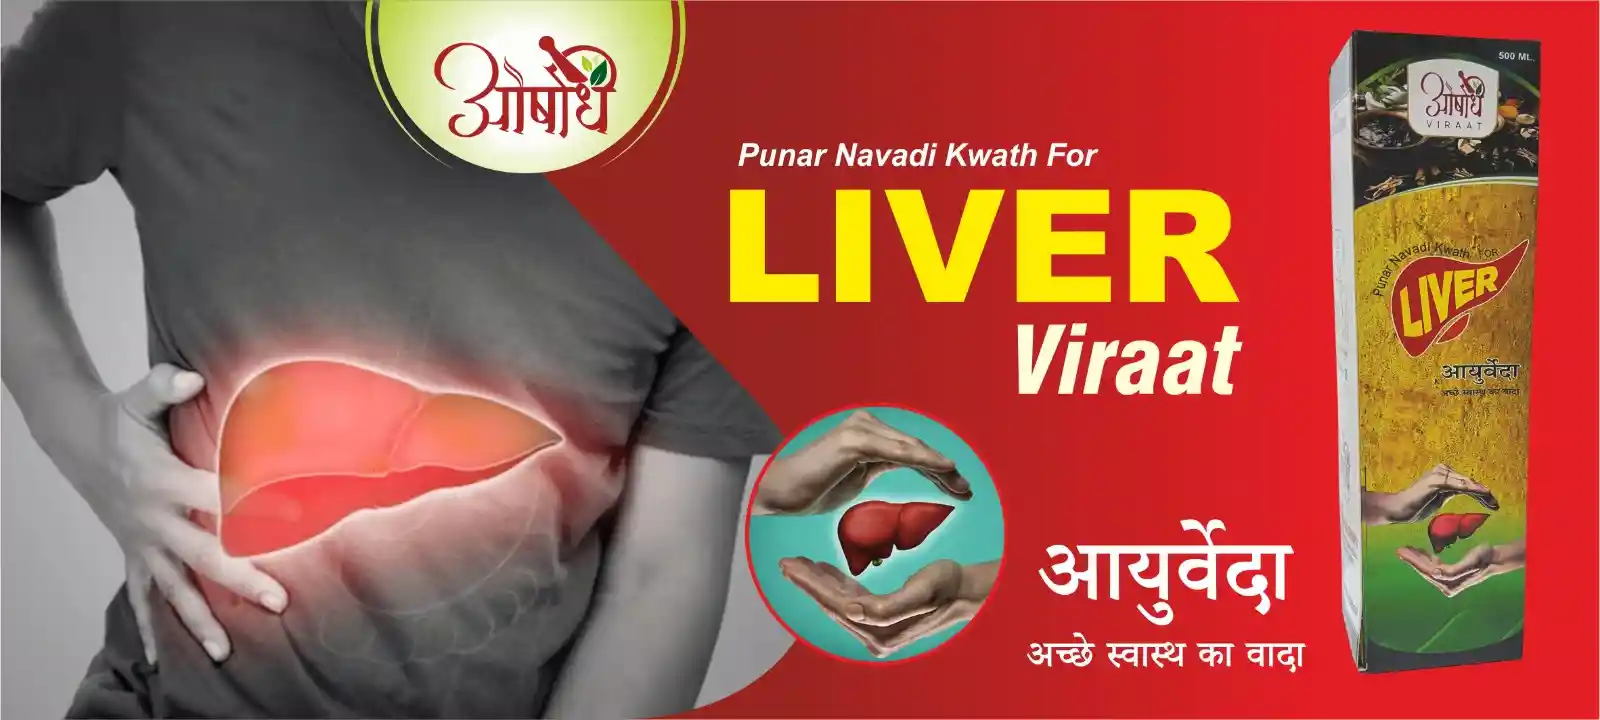 औषधि
Punar Navadi Kwath For
LIVER
Viraat
आयुर्वेदा
अच्छे स्वास्थ का वादा
500 ML.
औषधि
VIRAAT
Punar Navadi Kwath FOR
LIVER
आयुर्वेदा
अच्छे स्वास्थ का वादा